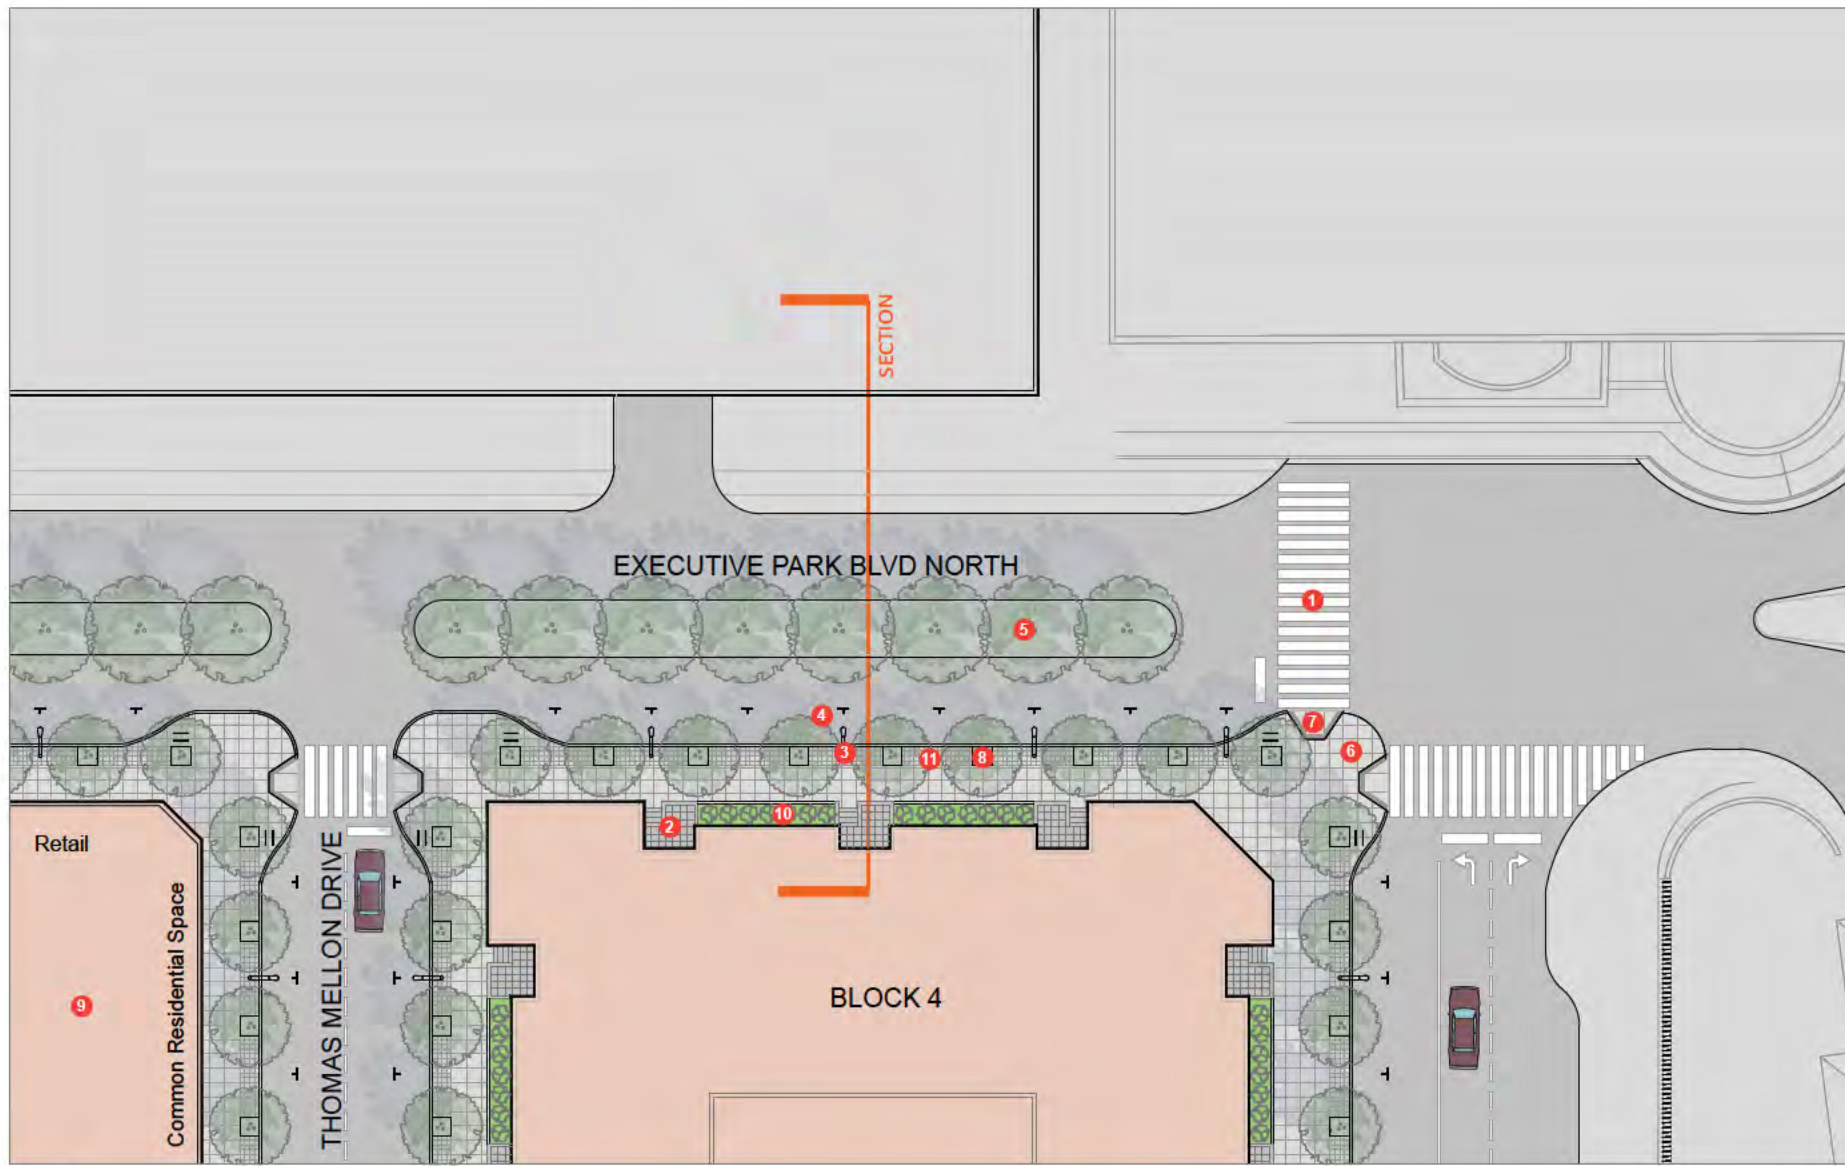 SECTION
EXECUTIVE PARK BLVD NORTH
1
5
4
7
3
11
8
6
10
2
Retail
Common Residential Space
THOMAS MELLON DRIVE
9
BLOCK 4